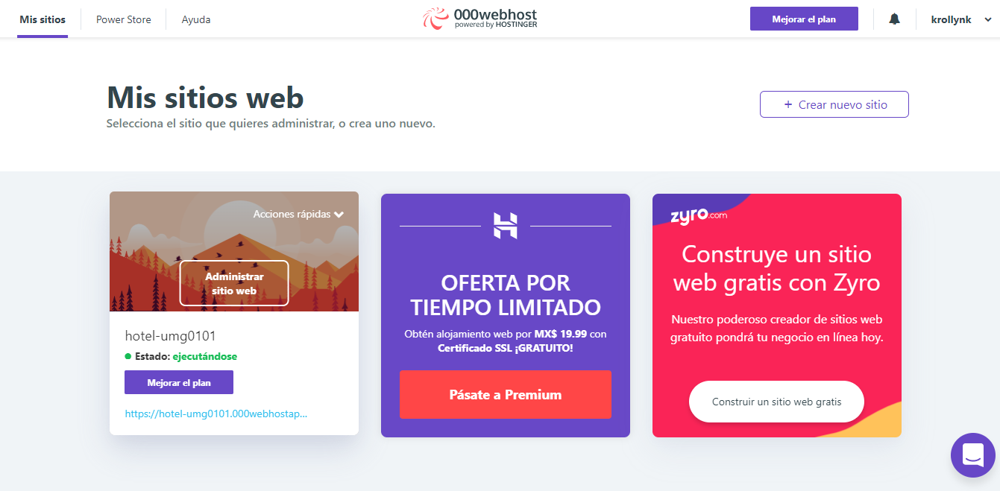 Mis sitios
Power Store
Ayuda
000webhost
powered by HOSTINGER
Mejorar el plan
krollynk
Mis sitios web
Selecciona el sitio que quieres administrar, o crea uno nuevo.
+ Crear nuevo sitio
Acciones rápidas
Administrar
sitio web
hotel-umg0101
Estado: ejecutándose
Mejorar el plan
https://hotel-umg0101.000webhostap...
OFERTA POR
TIEMPO LIMITADO
Obtén alojamiento web por MX$ 19.99 con
Certificado SSL ¡GRATUITO!
Pásate a Premium
zyro.com
Construye un sitio
web gratis con Zyro
Nuestro poderoso creador de sitios web
gratuito pondrá tu negocio en línea hoy.
Construir un sitio web gratis